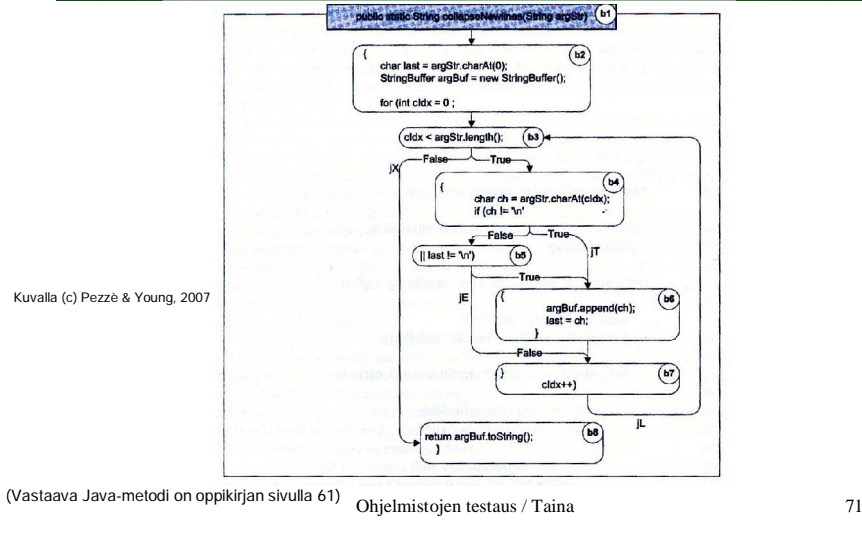 public static String collapseNewlines(String argStr)
b1
{
b2
char last = argStr.charAt(0);
StringBuffer argBuf = new StringBuffer();
for (int cIdx = 0 ;
cIdx < argStr.length();
b3
False
True
jX
{
b4
char ch = argStr.charAt(cIdx);
if (ch != '\n'
False
True
|| last != '\n')
b5
jT
True
jE
{
b6
argBuf.append(ch);
last = ch;
}
False
}
b7
cIdx++)
jL
return argBuf.toString();
b8
}
Kuvalla (c) Pezzè & Young, 2007
(Vastaava Java-metodi on oppikirjan sivulla 61)
Ohjelmistojen testaus / Taina
71